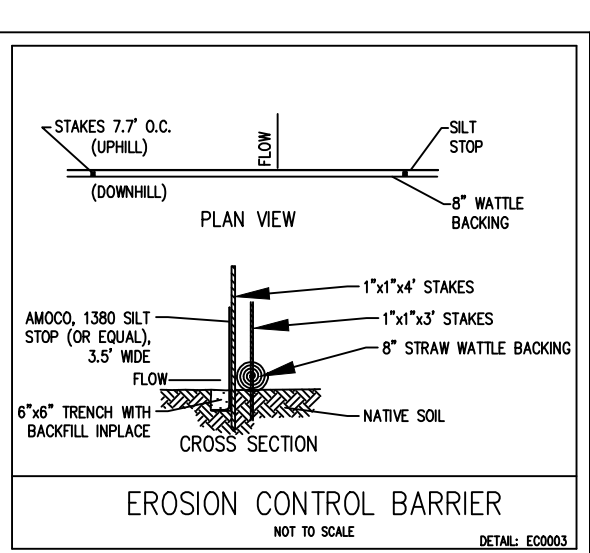 STAKES 7.7' O.C.
(UPHILL)
FLOW
SILT
STOP
(DOWNHILL)
8" WATTLE
BACKING
PLAN VIEW
1"x1"x4' STAKES
AMOCO, 1380 SILT
STOP (OR EQUAL),
3.5' WIDE
1"x1"x3' STAKES
8" STRAW WATTLE BACKING
FLOW
6"x6" TRENCH WITH
BACKFILL INPLACE
NATIVE SOIL
CROSS SECTION
EROSION CONTROL BARRIER
NOT TO SCALE
DETAIL: EC0003